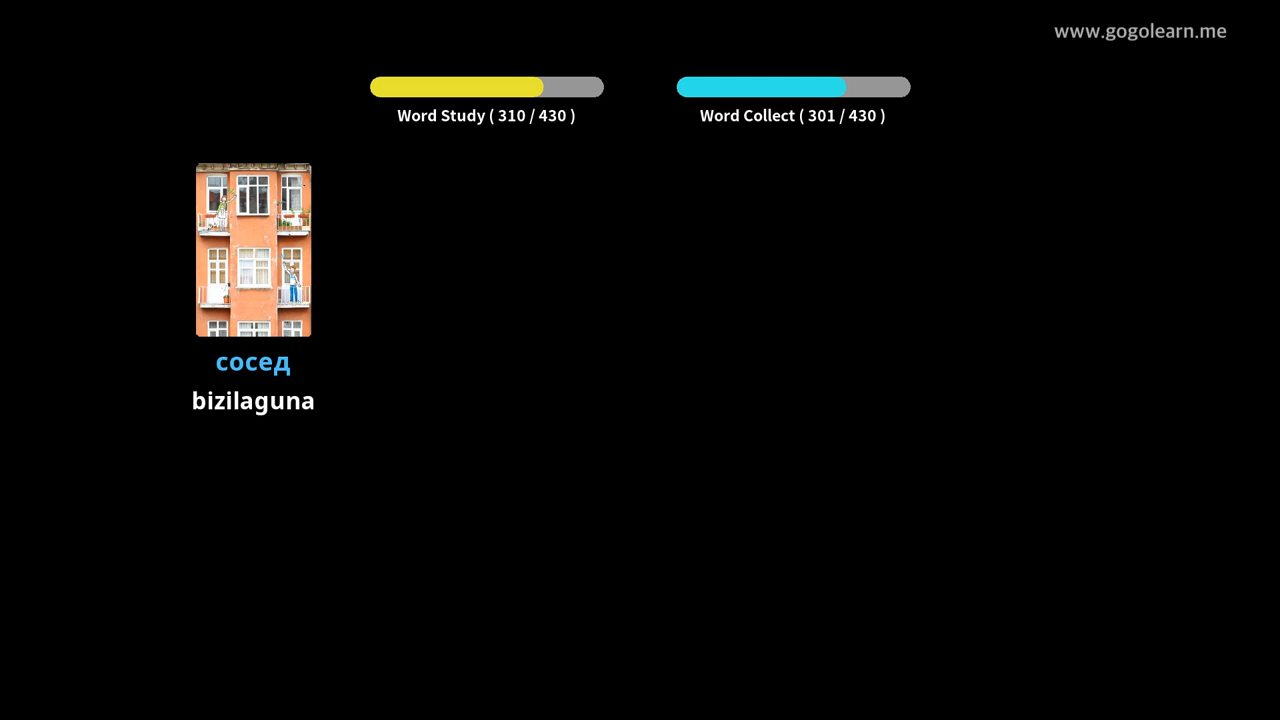 www.gogolearn.me
Word Study ( 310 / 430 )
Word Collect ( 301 / 430 )
сосед
bizilaguna